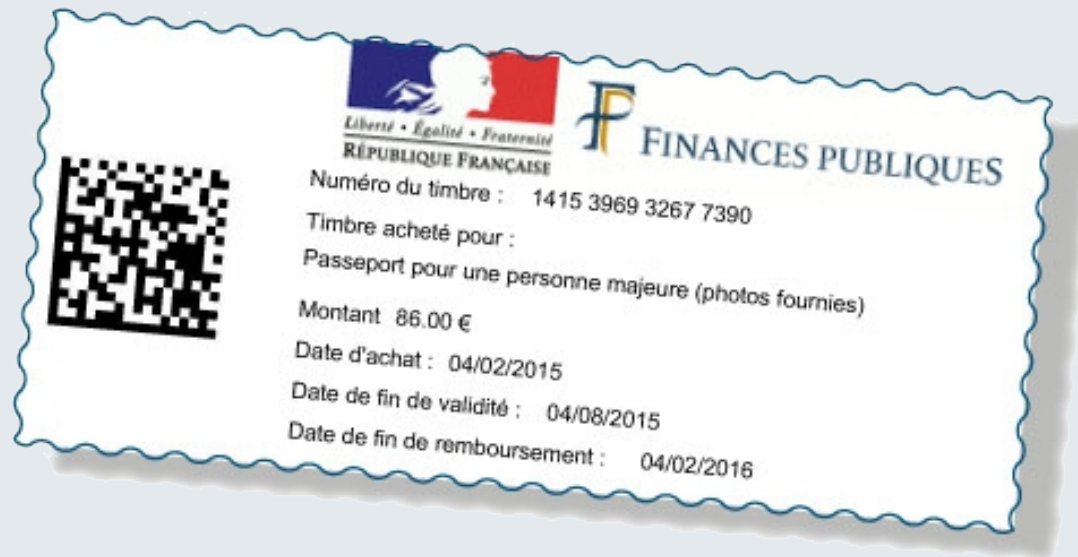 Liberté • Égalité • Fraternité
RÉPUBLIQUE FRANÇAISE
FP
FINANCES PUBLIQUES
Numéro du timbre : 1415 3969 3267 7390
Timbre acheté pour :
Passeport pour une personne majeure (photos fournies)
Montant 86.00 €
Date d'achat : 04/02/2015
Date de fin de validité : 04/08/2015
Date de fin de remboursement : 04/02/2016